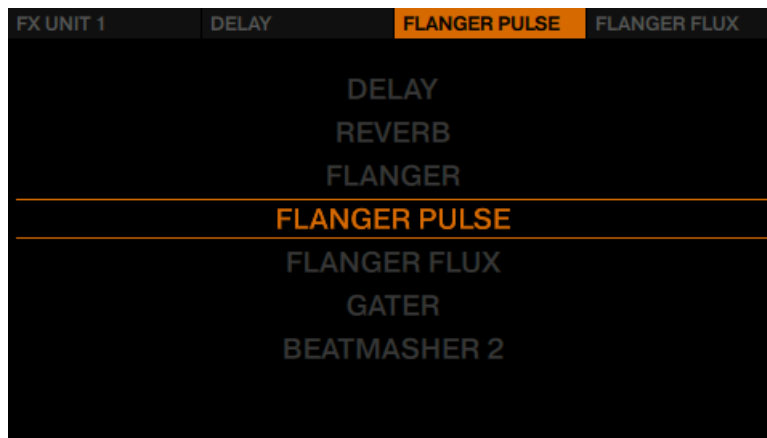 FX UNIT 1 DELAY FLANGER PULSE FLANGER FLUX
DELAY
REVERB
FLANGER
FLANGER PULSE
FLANGER FLUX
GATER
BEATMASHER 2